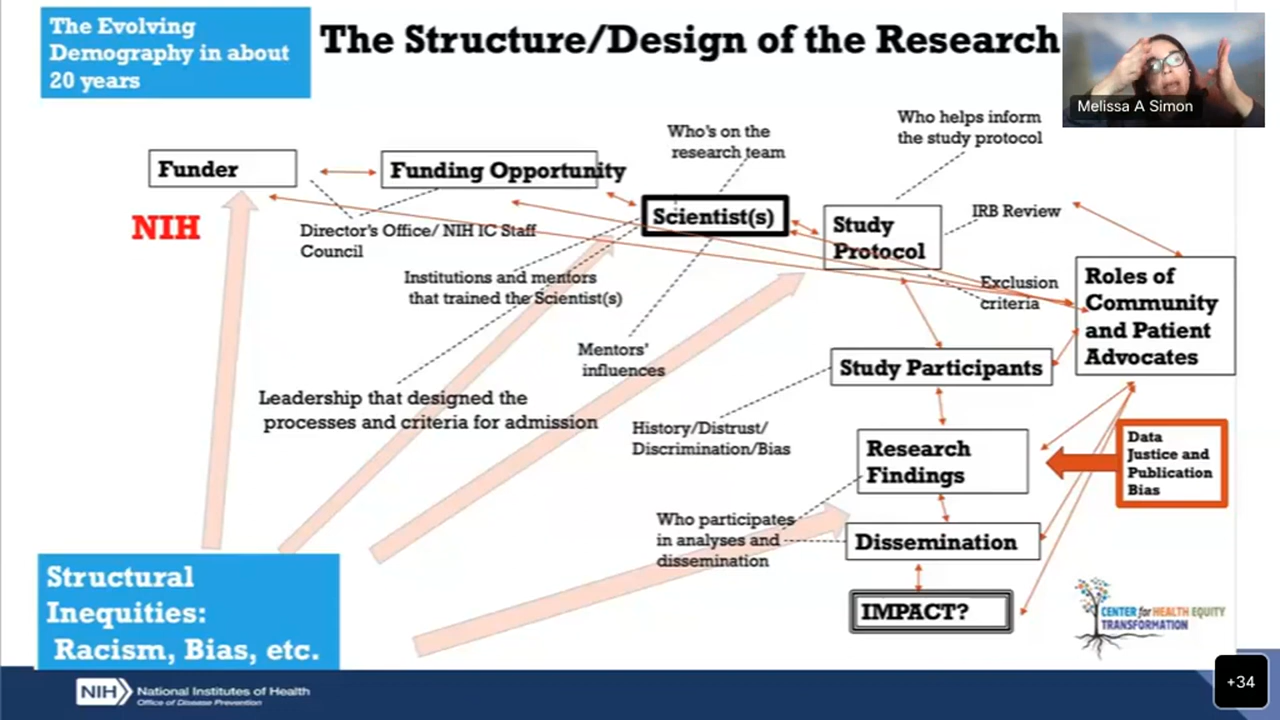 The Evolving
Demography in about
20 years
The Structure/Design of the Research
Melissa A Simon
Who helps inform
the study protocol
Who's on the
research team
Funder
Funding Opportunity
Scientist(s)
Study
Protocol
IRB Review
NIH
Director's Office/ NIH IC Staff
Council
Institutions and mentors
that trained the Scientist(s)
Exclusion
criteria
Roles of
Community
and Patient
Advocates
Mentors'
influences
Study Participants
Leadership that designed the
processes and criteria for admission
History/Distrust/
Discrimination/Bias
Research
Findings
Data
Justice and
Publication
Bias
Who participates
in analyses and
dissemination
Dissemination
IMPACT?
Structural
Inequities:
Racism, Bias, etc.
CENTER for HEALTH EQUITY
TRANSFORMATION
NIH
National Institutes of Health
Office of Disease Prevention
+34